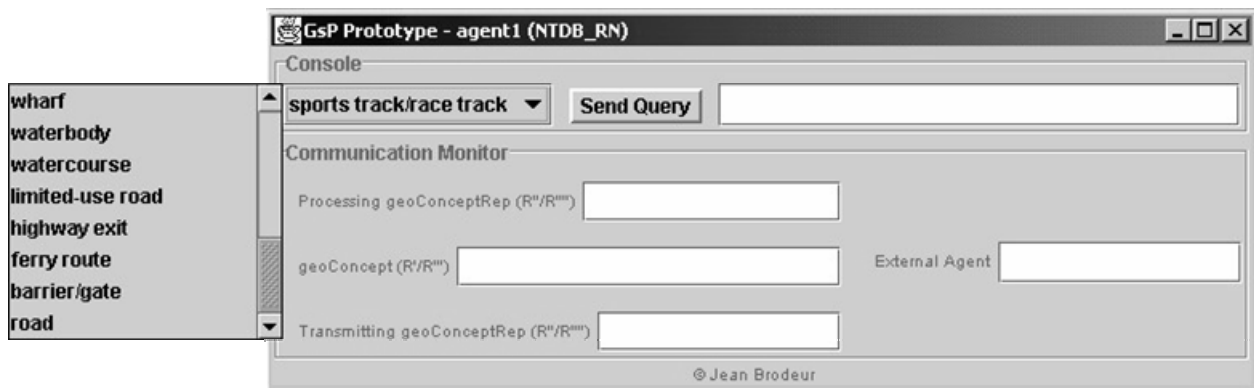 GsP Prototype - agent1 (NTDB_RN)
Console
sports track/race track
Send Query
wharf
waterbody
watercourse
limited-use road
highway exit
ferry route
barrier/gate
road
Communication Monitor
Processing geoConceptRep (R"/R"")
geoConcept (R'/R"')
External Agent
Transmitting geoConceptRep (R"/R"")
© Jean Brodeur